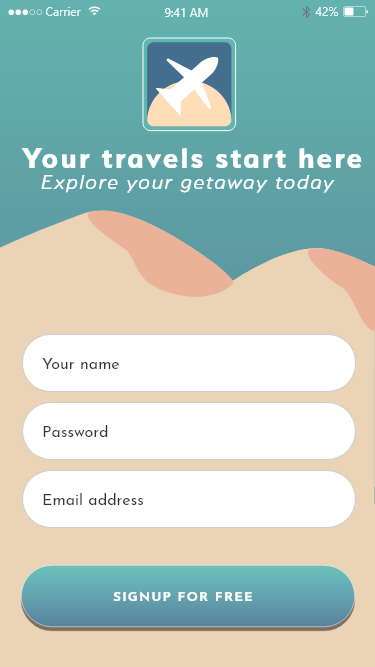 Carrier 9:41 AM 42%
Your travels start here
Explore your getaway today
Your name
Password
Email address
SIGNUP FOR FREE